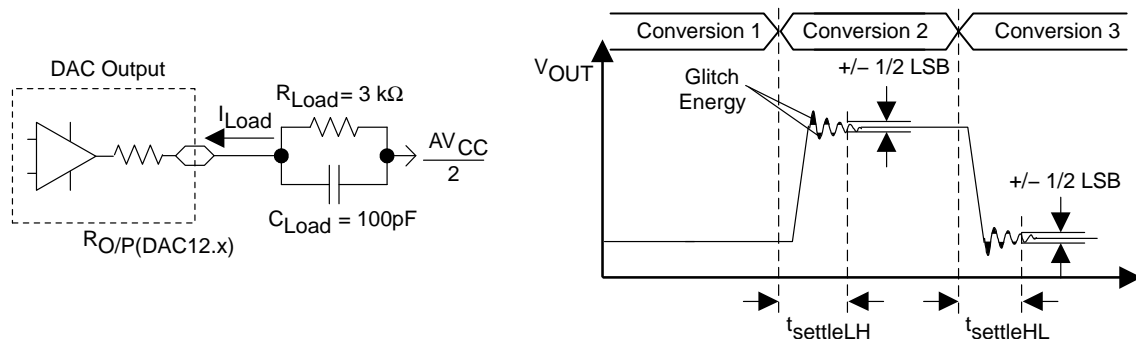 DAC Output
R_O/P(DAC12.x)
I_Load
R_Load = 3 kΩ
C_Load = 100pF
AV_CC
2
Conversion 1
Conversion 2
Conversion 3
V_OUT
Glitch
Energy
+/− 1/2 LSB
+/− 1/2 LSB
t_settleLH
t_settleHL